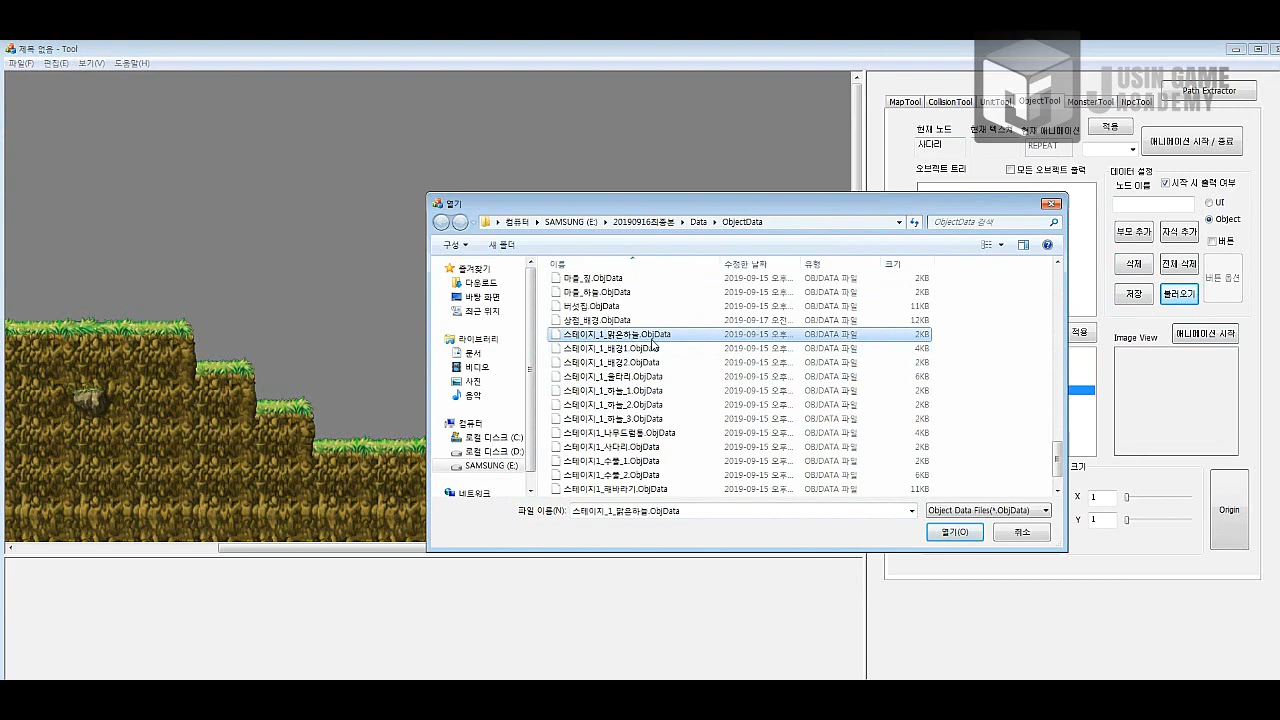 제목 없음 - Tool
파일(F) 편집(E) 보기(V) 도움말(H)
JUSIN GAME ACADEMY
Path Extractor
MapTool CollisionTool UnitTool ObjectTool MonsterTool NpcTool
현재 노드 현재 텍스쳐 현재 애니메이션 적용
사다리 REPEAT 애니메이션 시작 / 종료
오브젝트 트리 모든 오브젝트 출력 데이터 설정
노드 이름 시작 시 출력 여부
UI
Object
부모 추가 자식 추가 버튼
삭제 전체 삭제 버튼 옵션
저장 불러오기
적용 Image View 애니메이션 시작
크기
X 1
Y 1
Origin
열기
컴퓨터 SAMSUNG (E:) 20190916최종본 Data ObjectData ObjectData 검색
구성 새 폴더
즐겨찾기
다운로드
바탕 화면
최근 위치
라이브러리
문서
비디오
사진
음악
컴퓨터
로컬 디스크 (C:)
로컬 디스크 (D:)
SAMSUNG (E:)
네트워크
이름 수정한 날짜 유형 크기
마을_집.ObjData 2019-09-15 오후... OBJDATA 파일 2KB
마을_하늘.ObjData 2019-09-15 오후... OBJDATA 파일 2KB
버섯집.ObjData 2019-09-15 오후... OBJDATA 파일 11KB
상점_배경.ObjData 2019-09-17 오전... OBJDATA 파일 12KB
스테이지_1_맑은하늘.ObjData 2019-09-15 오후... OBJDATA 파일 2KB
스테이지_1_배경1.ObjData 2019-09-15 오후... OBJDATA 파일 4KB
스테이지_1_배경2.ObjData 2019-09-15 오후... OBJDATA 파일 4KB
스테이지_1_울타리.ObjData 2019-09-15 오후... OBJDATA 파일 6KB
스테이지_1_하늘_1.ObjData 2019-09-15 오후... OBJDATA 파일 2KB
스테이지_1_하늘_2.ObjData 2019-09-15 오후... OBJDATA 파일 2KB
스테이지_1_하늘_3.ObjData 2019-09-15 오후... OBJDATA 파일 2KB
스테이지1_나무드럼통.ObjData 2019-09-15 오후... OBJDATA 파일 4KB
스테이지1_사다리.ObjData 2019-09-15 오후... OBJDATA 파일 4KB
스테이지1_수풀_1.ObjData 2019-09-15 오후... OBJDATA 파일 4KB
스테이지1_수풀_2.ObjData 2019-09-15 오후... OBJDATA 파일 6KB
스테이지1_해바라기.ObjData 2019-09-15 오후... OBJDATA 파일 11KB
파일 이름(N): 스테이지_1_맑은하늘.ObjData Object Data Files(*.ObjData)
열기(O) 취소